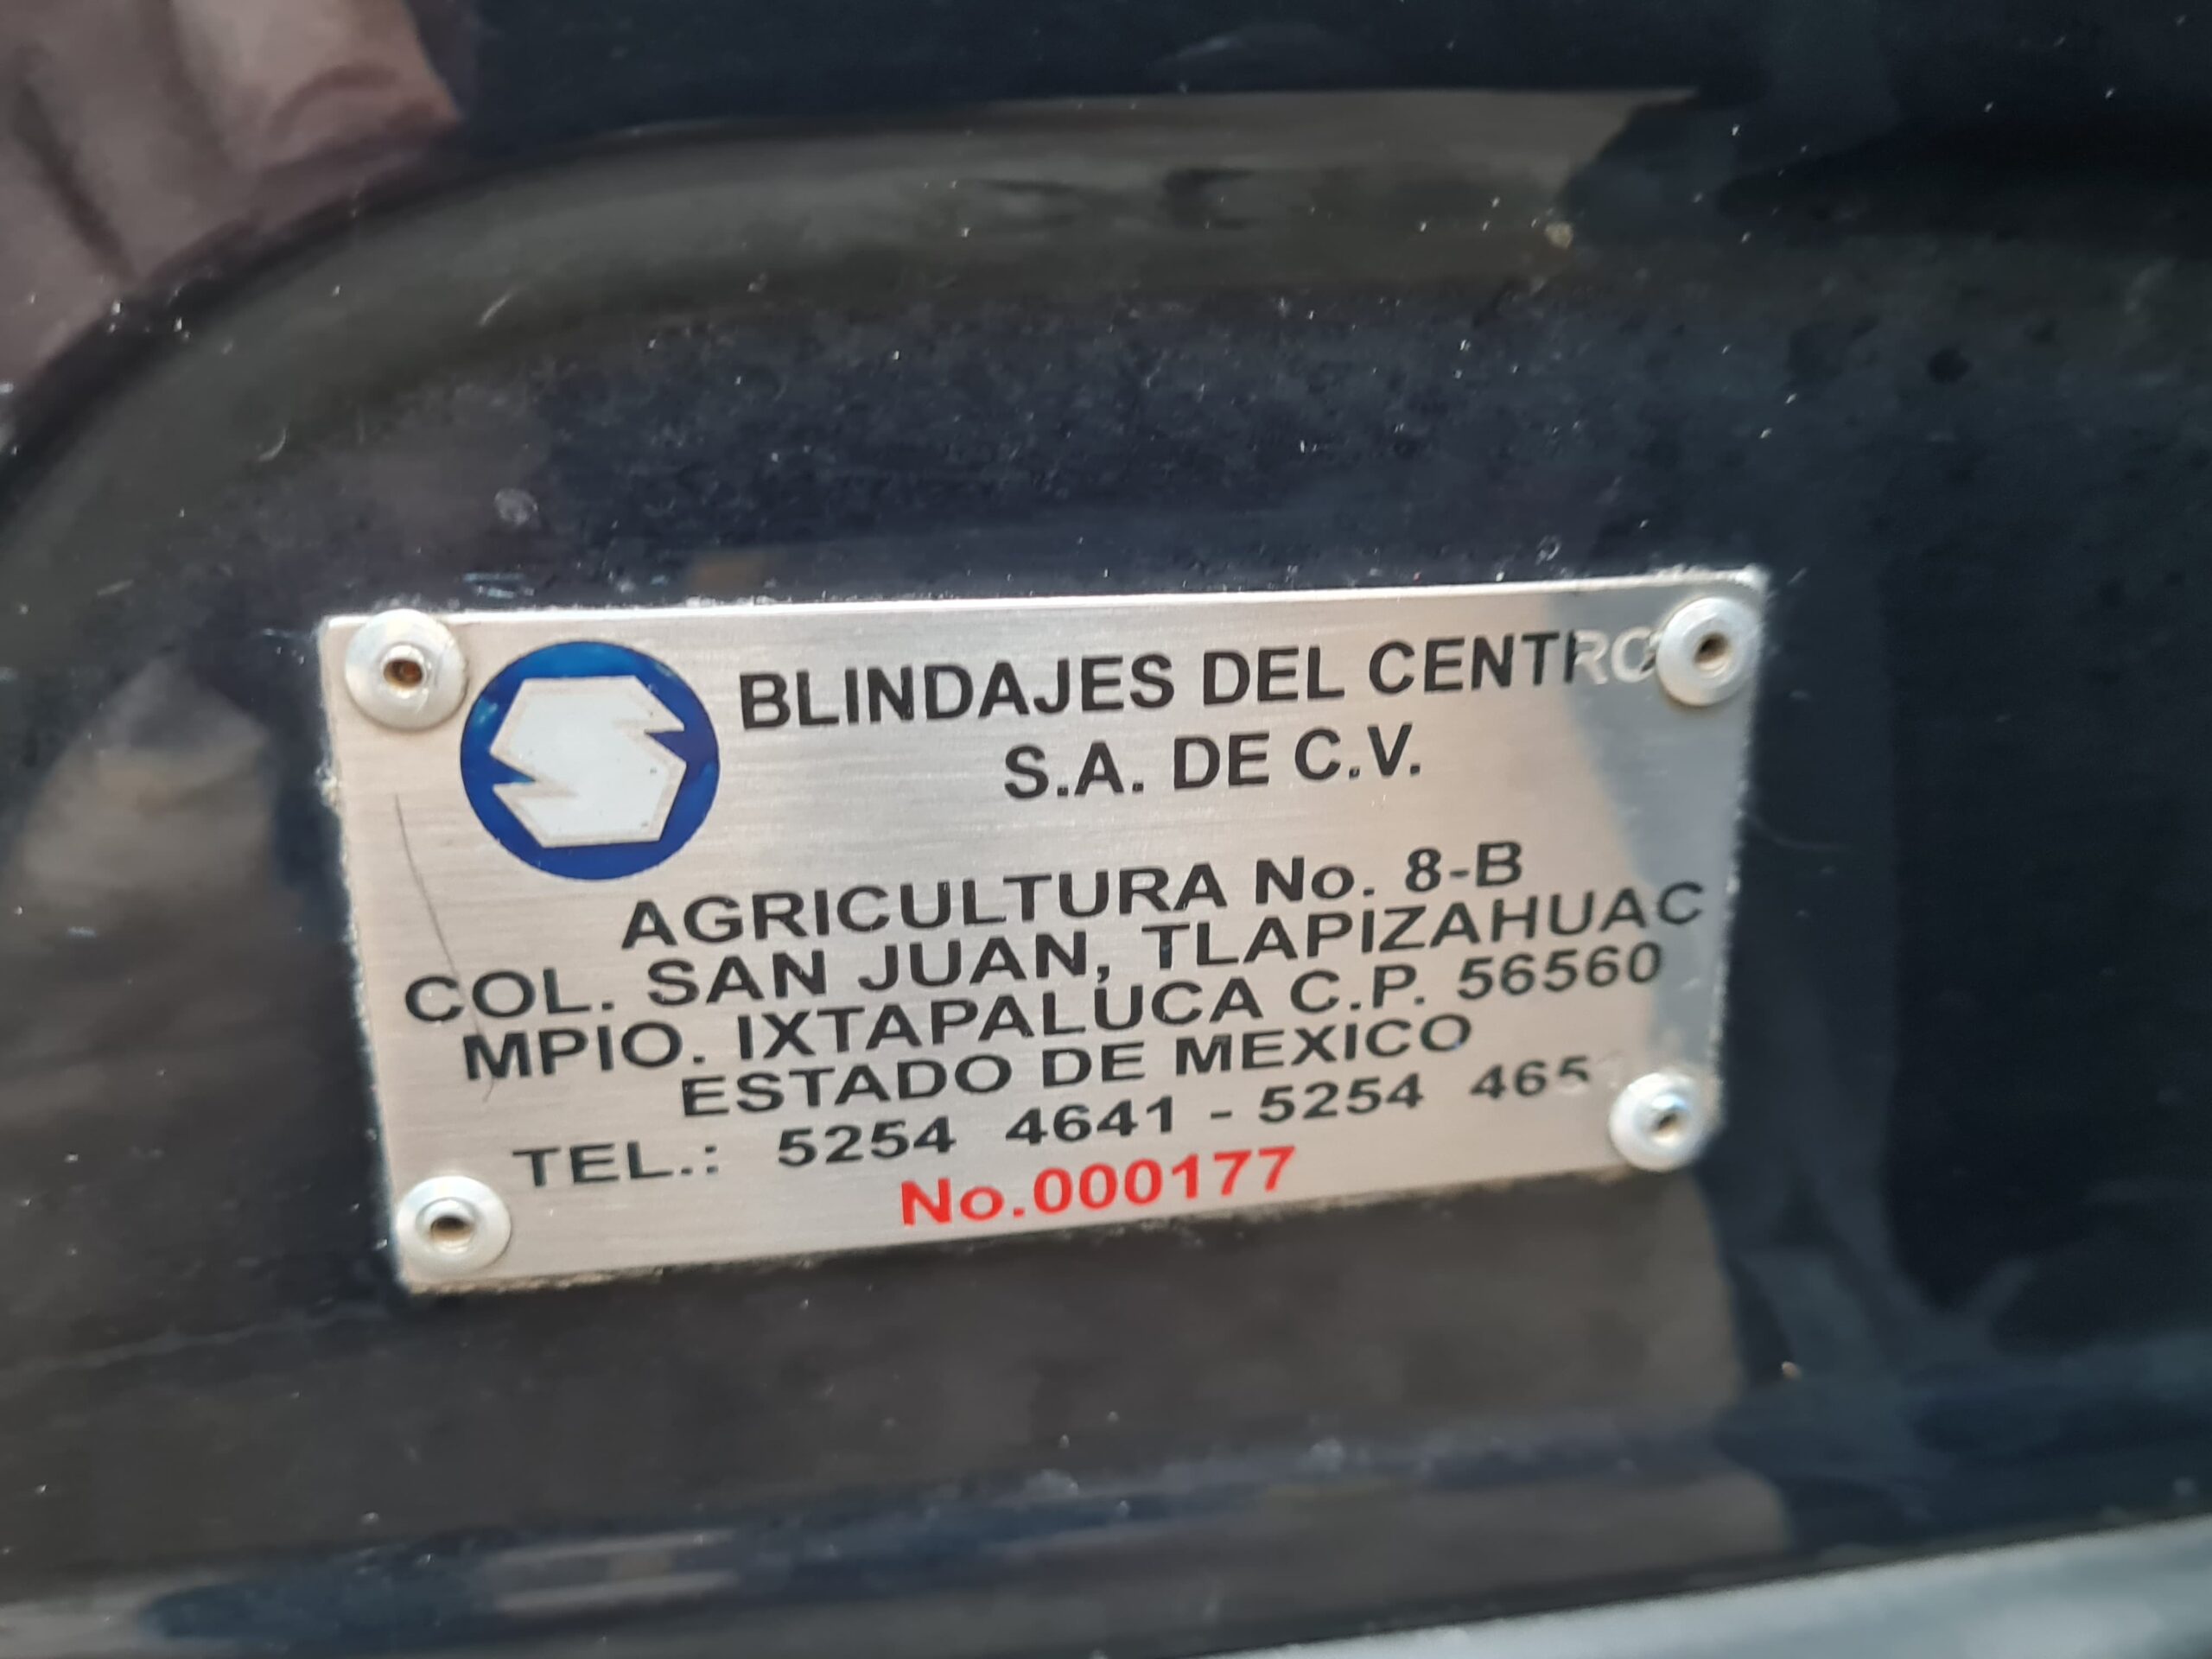 BLINDAJES DEL CENTRO
S.A. DE C.V.
AGRICULTURA No. 8-B
COL. SAN JUAN, TLAPIZAHUAC
MPIO. IXTAPALUCA C.P. 56560
ESTADO DE MEXICO
TEL.: 5254 4641 - 5254
No.000177